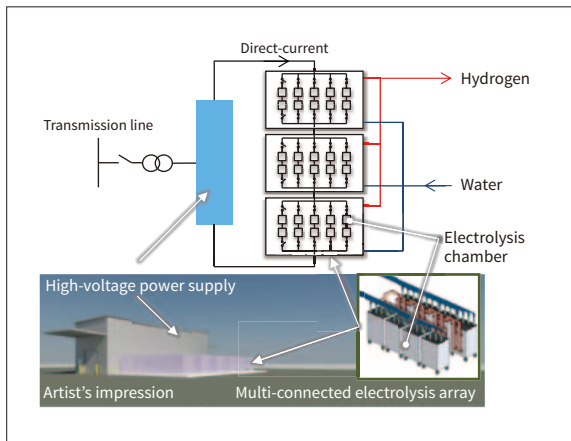 Direct-current
Hydrogen
Transmission line
Water
Electrolysis
chamber
High-voltage power supply
Artist's impression
Multi-connected electrolysis array